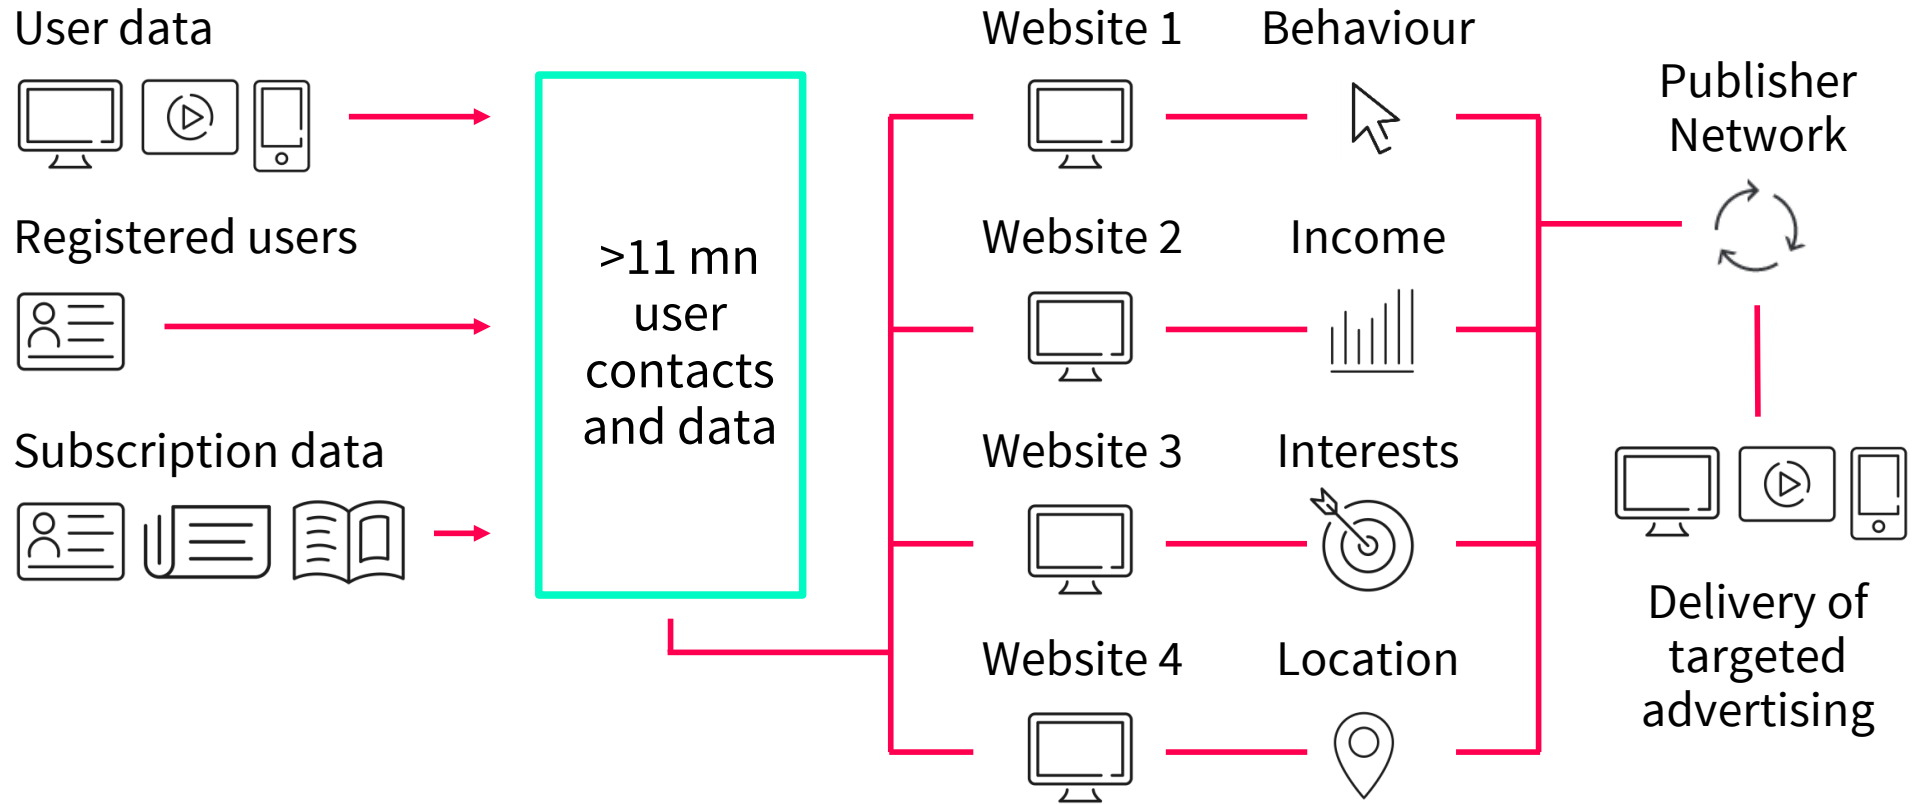 User data
Registered users
Subscription data
>11 mn
user
contacts
and data
Website 1
Behaviour
Website 2
Income
Website 3
Interests
Website 4
Location
Publisher
Network
Delivery of
targeted
advertising